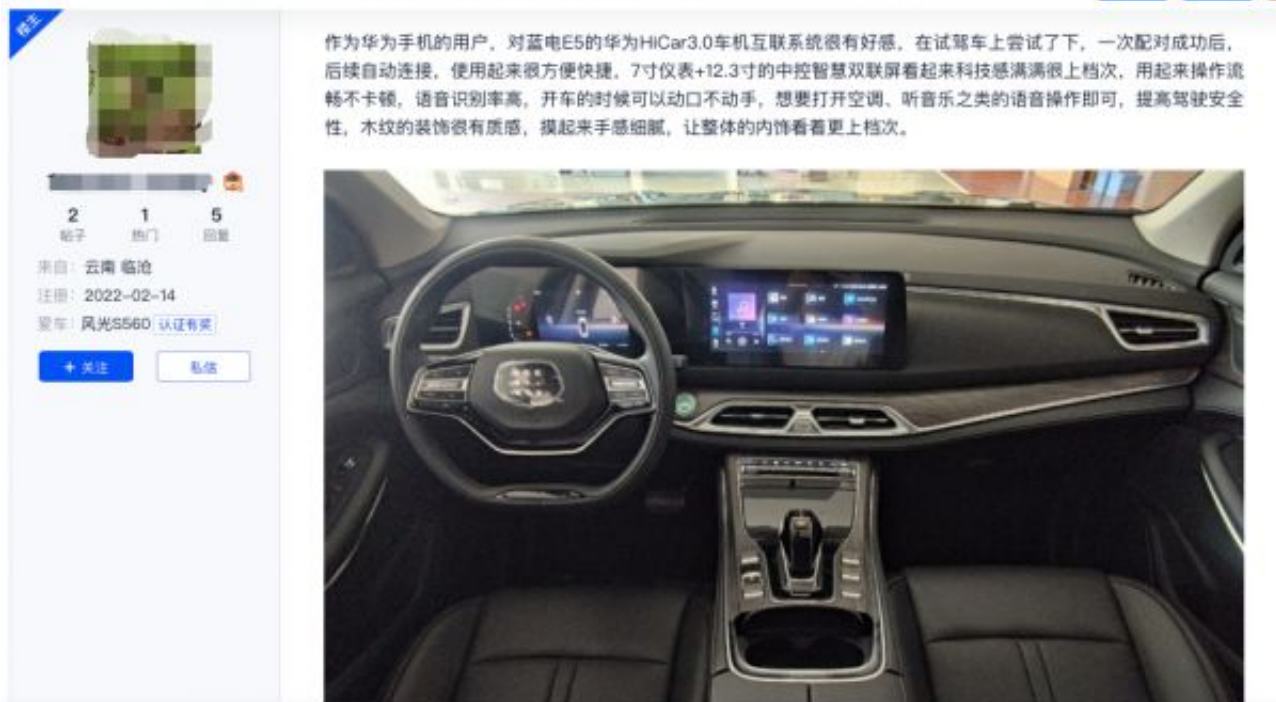 楼主
2
1
5
帖子
热门
回复
来自：云南 临沧
注册：2022-02-14
爱车：风光S560 认证有奖
+ 关注
私信
作为华为手机的用户，对蓝电E5的华为HiCar3.0车机互联系统很有好感，在试驾车上尝试了下，一次配对成功后，
后续自动连接，使用起来很方便快捷，7寸仪表+12.3寸的中控智慧双联屏看起来科技感满满很上档次，用起来操作流
畅不卡顿，语音识别率高，开车的时候可以动口不动手，想要打开空调、听音乐之类的语音操作即可，提高驾驶安全
性，木纹的装饰很有质感，摸起来手感细腻，让整体的内饰看着更上档次。